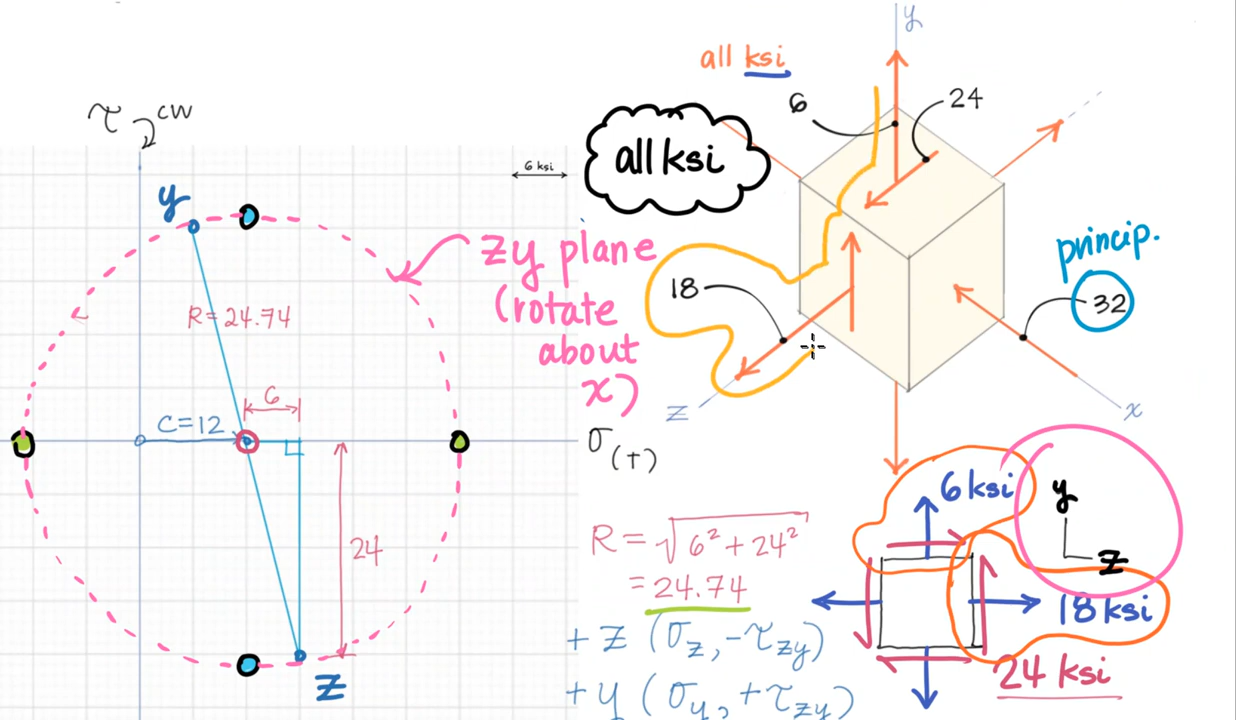 τ cw
y
R=24.74
C=12
6
24
z
6 ksi
all ksi
zy plane
(rotate
about
x)
σ(+)
all ksi
y
6
24
18
princip.
32
z
x
R = √6² + 24²
= 24.74
+ z (σz, -τzy)
+ y (σy, +τzy)
6 ksi
y
z
18 ksi
24 ksi